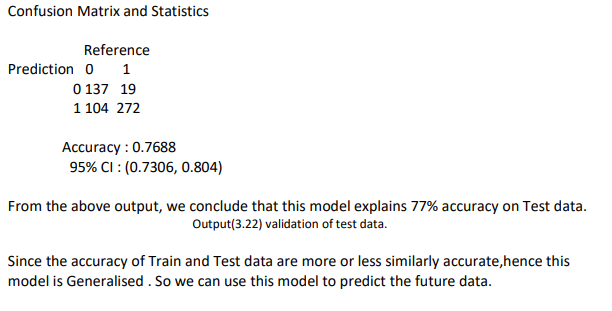 Confusion Matrix and Statistics
Reference
Prediction 0 1
0 137 19
1 104 272
Accuracy : 0.7688
95% CI : (0.7306, 0.804)
From the above output, we conclude that this model explains 77% accuracy on Test data.
Output(3.22) validation of test data.
Since the accuracy of Train and Test data are more or less similarly accurate,hence this
model is Generalised . So we can use this model to predict the future data.